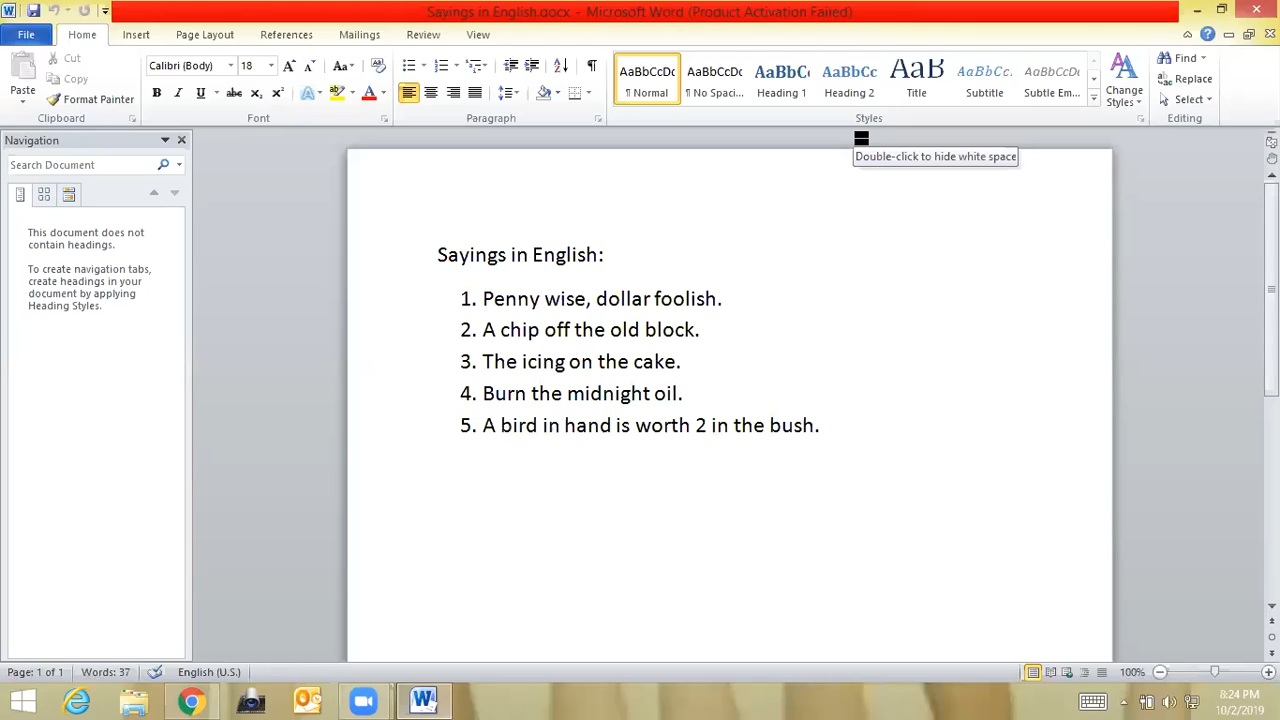 Sayings in English.docx - Microsoft Word (Product Activation Failed)
File Home Insert Page Layout References Mailings Review View
Paste
Cut
Copy
Format Painter
Clipboard
Calibri (Body) 18
Font
Paragraph
AaBbCcDc AaBbCcDc AaBbC AaBbCc AaB AaBbCc. AaBbCcDc
¶ Normal ¶ No Spaci... Heading 1 Heading 2 Title Subtitle Subtle Em...
Styles
Change
Styles
Find
Replace
Select
Editing
Navigation
Search Document
This document does not
contain headings.
To create navigation tabs,
create headings in your
document by applying
Heading Styles.
Double-click to hide white space
Sayings in English:
1. Penny wise, dollar foolish.
2. A chip off the old block.
3. The icing on the cake.
4. Burn the midnight oil.
5. A bird in hand is worth 2 in the bush.
Page: 1 of 1 Words: 37 English (U.S.) 100%
8:24 PM
10/2/2019